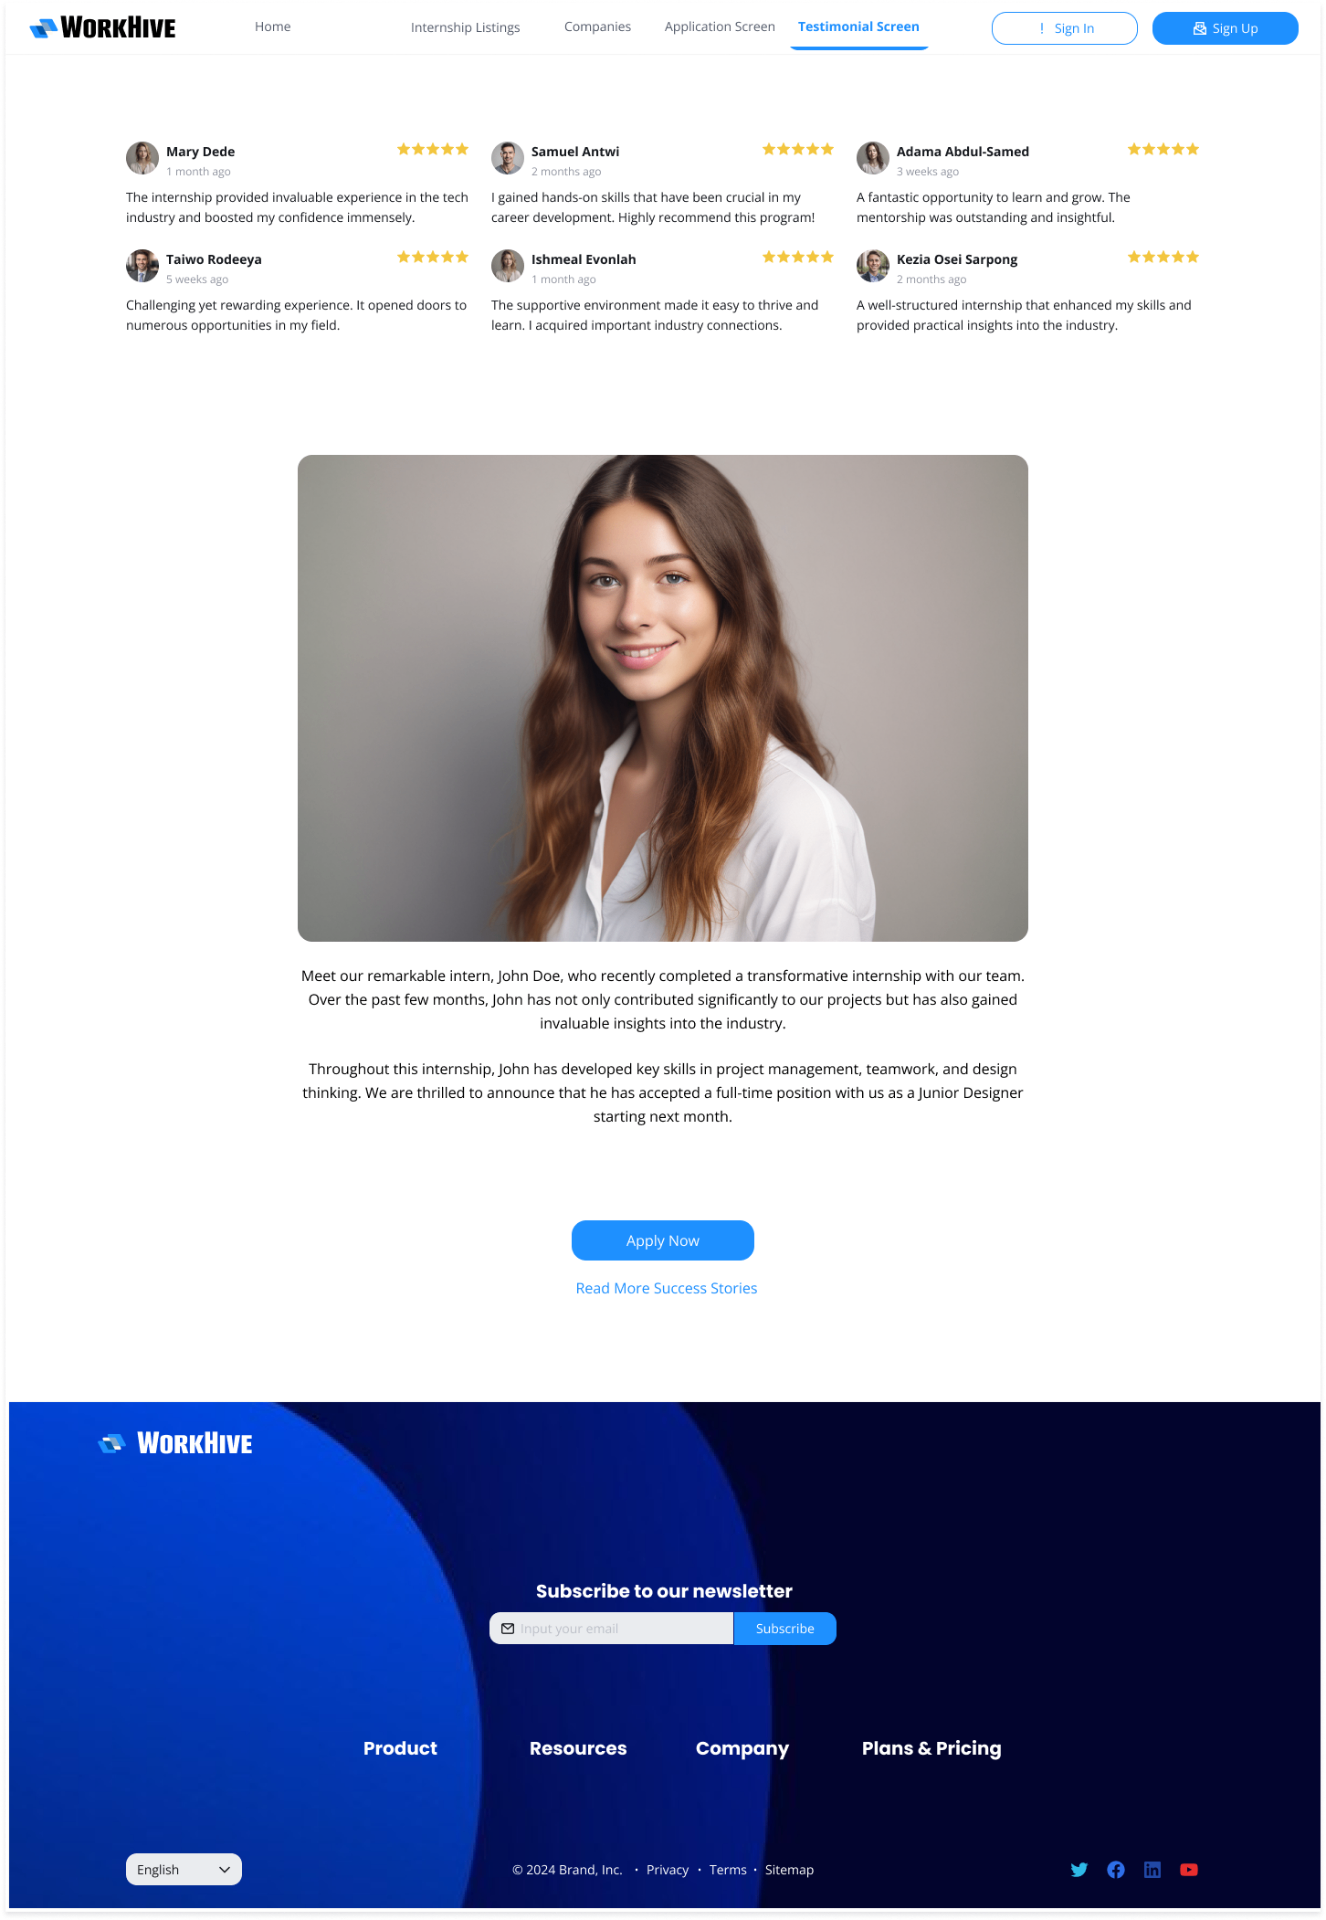 WORKHIVE
Home
Internship Listings
Companies
Application Screen
Testimonial Screen
! Sign In
Sign Up
Mary Dede
1 month ago
The internship provided invaluable experience in the tech
industry and boosted my confidence immensely.
Samuel Antwi
2 months ago
I gained hands-on skills that have been crucial in my
career development. Highly recommend this program!
Adama Abdul-Samed
3 weeks ago
A fantastic opportunity to learn and grow. The
mentorship was outstanding and insightful.
Taiwo Rodeeya
5 weeks ago
Challenging yet rewarding experience. It opened doors to
numerous opportunities in my field.
Ishmeal Evonlah
1 month ago
The supportive environment made it easy to thrive and
learn. I acquired important industry connections.
Kezia Osei Sarpong
2 months ago
A well-structured internship that enhanced my skills and
provided practical insights into the industry.
Meet our remarkable intern, John Doe, who recently completed a transformative internship with our team.
Over the past few months, John has not only contributed significantly to our projects but has also gained
invaluable insights into the industry.
Throughout this internship, John has developed key skills in project management, teamwork, and design
thinking. We are thrilled to announce that he has accepted a full-time position with us as a Junior Designer
starting next month.
Apply Now
Read More Success Stories
WORKHIVE
Subscribe to our newsletter
Input your email
Subscribe
Product
Resources
Company
Plans & Pricing
English
© 2024 Brand, Inc. • Privacy • Terms • Sitemap